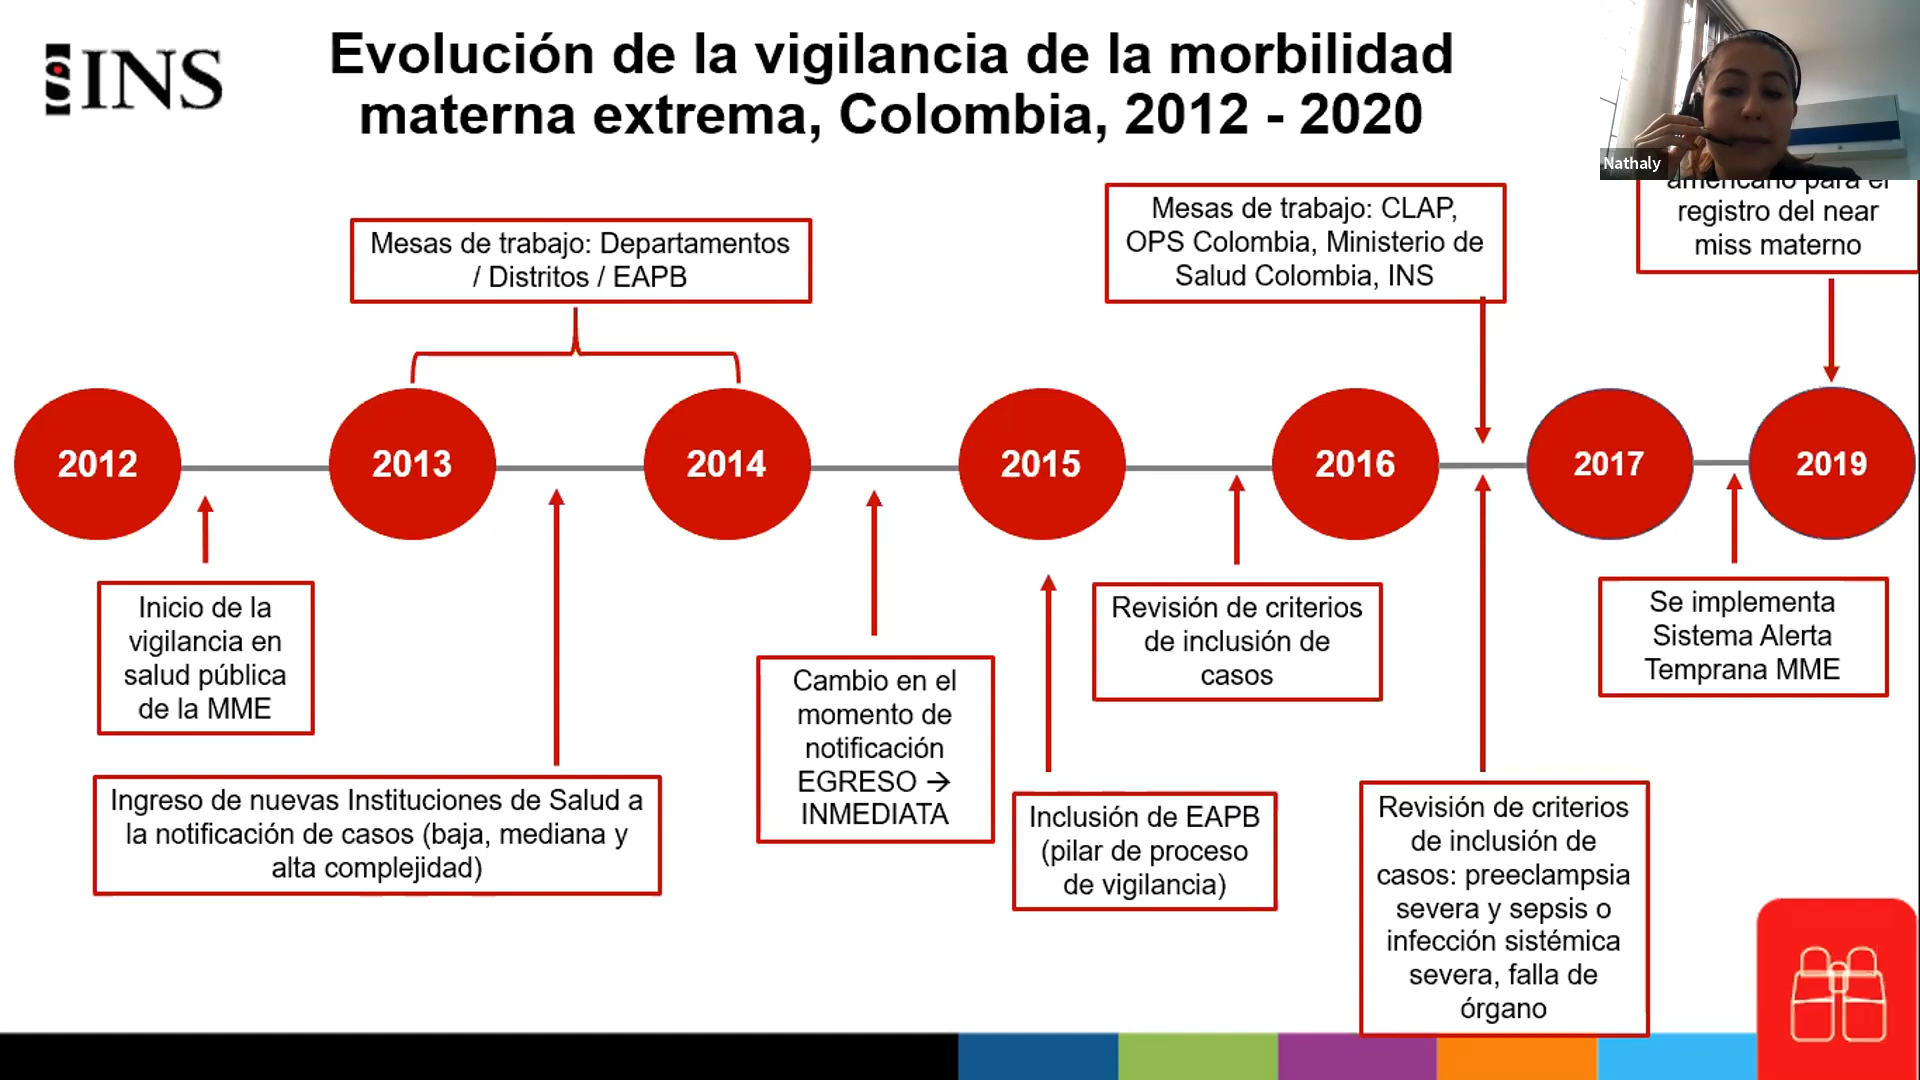 INS
Evolución de la vigilancia de la morbilidad
materna extrema, Colombia, 2012 - 2020
Nathaly
Mesas de trabajo: Departamentos
/ Distritos / EAPB
Mesas de trabajo: CLAP,
OPS Colombia, Ministerio de
Salud Colombia, INS
americano para el
registro del near
miss materno
2012
2013
2014
2015
2016
2017
2019
Inicio de la
vigilancia en
salud pública
de la MME
Ingreso de nuevas Instituciones de Salud a
la notificación de casos (baja, mediana y
alta complejidad)
Cambio en el
momento de
notificación
EGRESO →
INMEDIATA
Inclusión de EAPB
(pilar de proceso
de vigilancia)
Revisión de criterios
de inclusión de
casos
Revisión de criterios
de inclusión de
casos: preeclampsia
severa y sepsis o
infección sistémica
severa, falla de
órgano
Se implementa
Sistema Alerta
Temprana MME